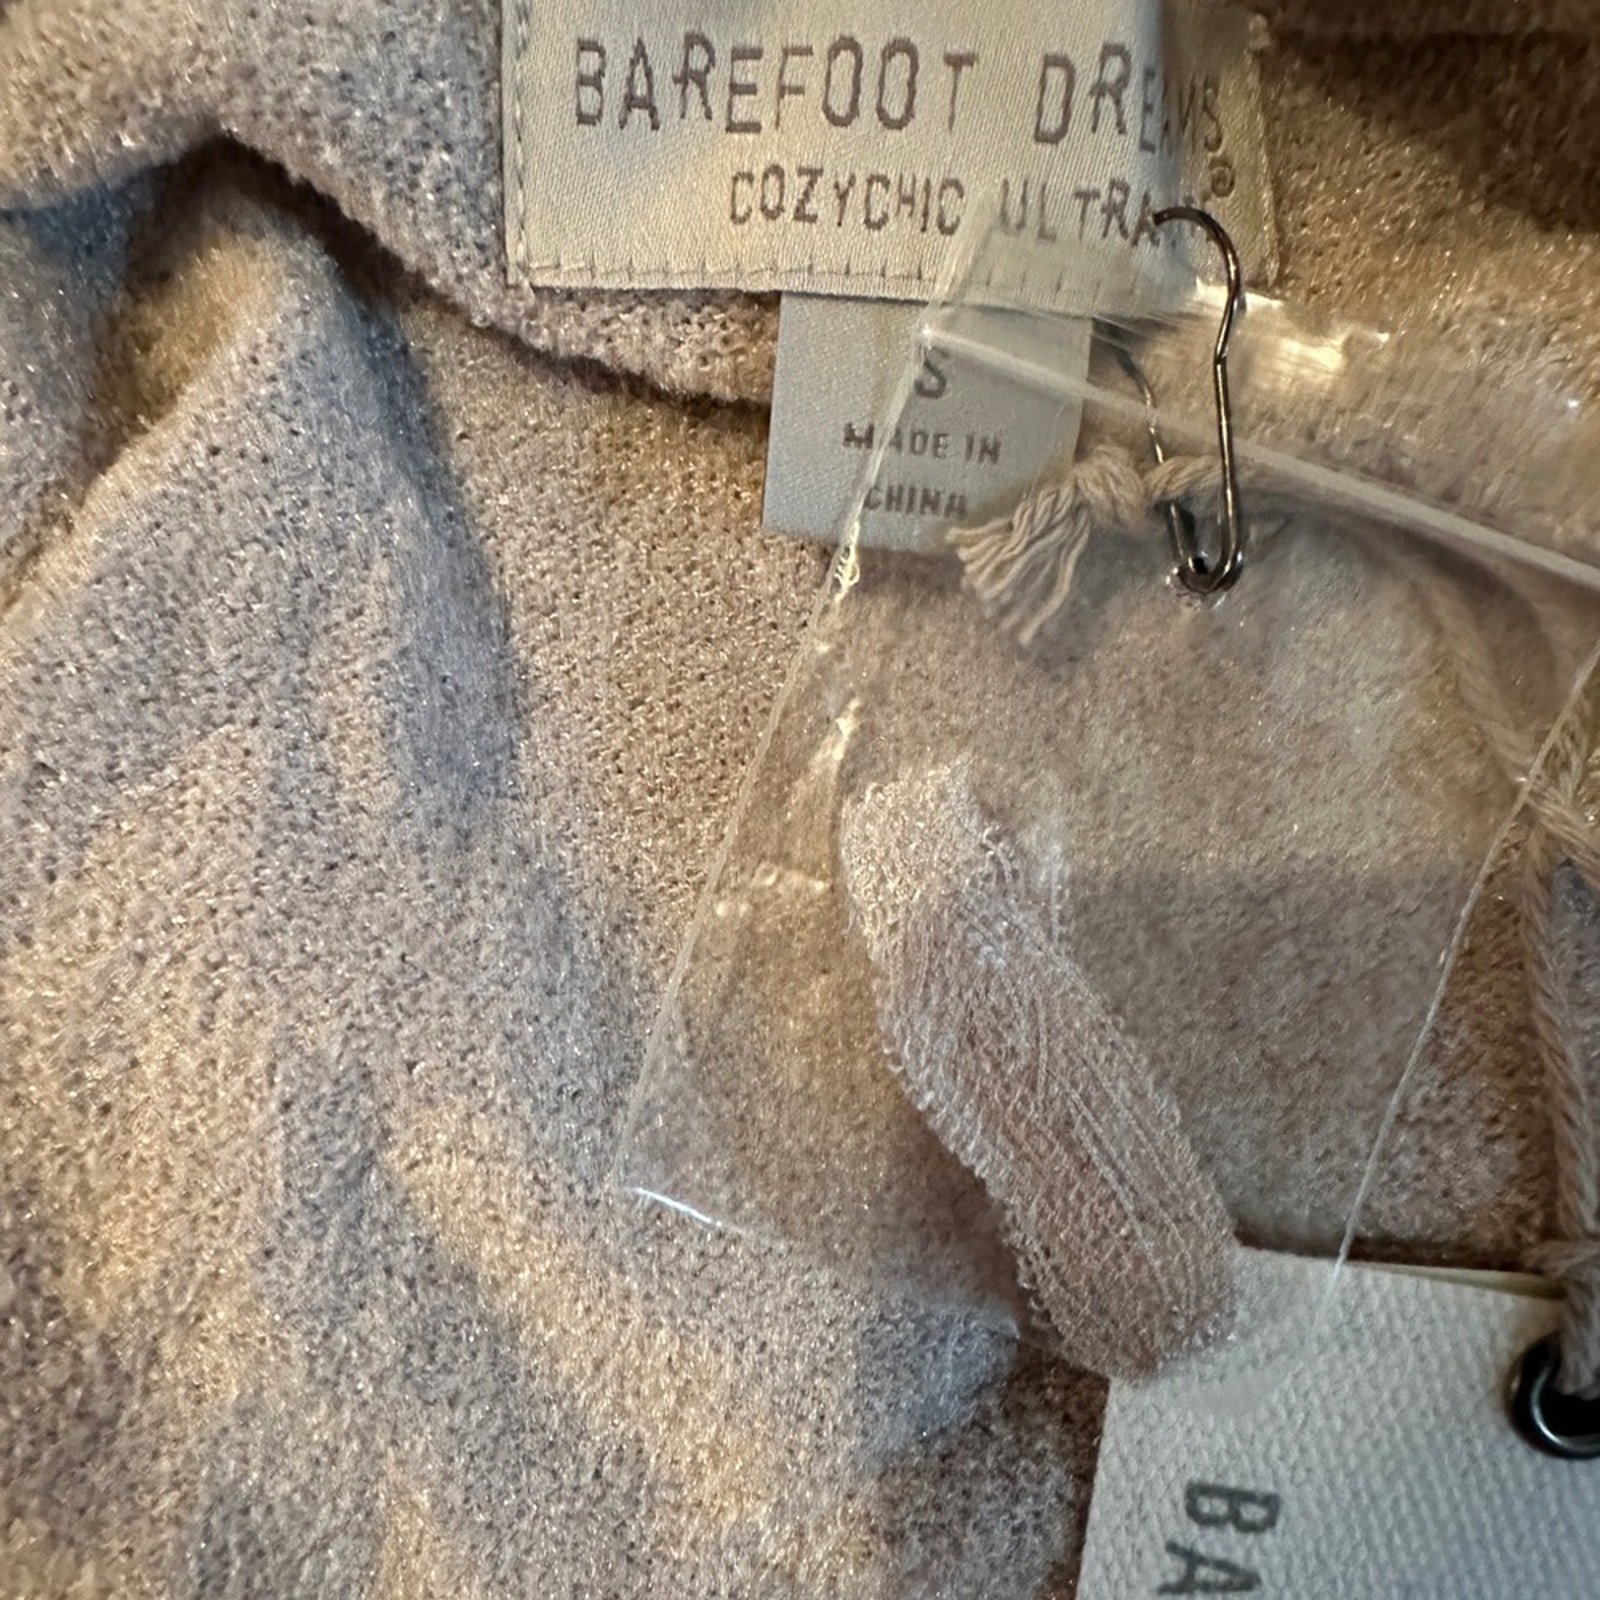 BAREFOOT DREAMS®
COZYCHIC ULTRA
S
MADE IN
CHINA
BA